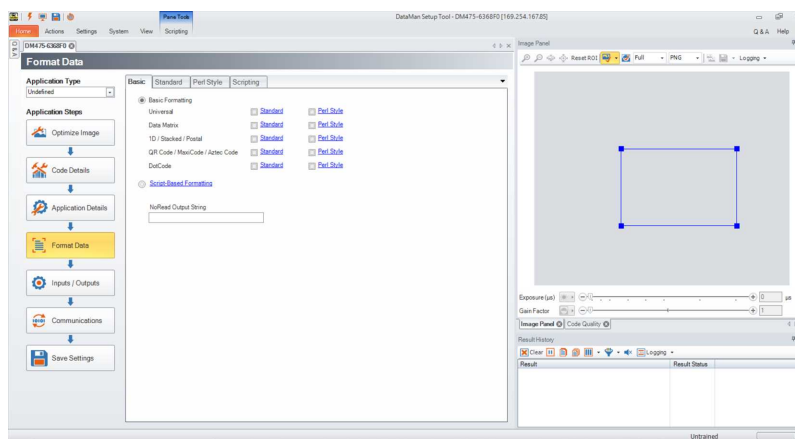 Pana Tools
DataMan Setup Tool - DM475-6368F0 [169.254.167.85]
Home Actions Settings System View Scripting
Q & A Help
DM475-6368F0
Image Panel
Format Data
Reset ROI Full PNG Logging
Application Type
Undefined
Basic Standard Perl Style Scripting
Basic Formatting
Application Steps
Universal Standard Perl Style
Data Matrix Standard Perl Style
Optimize Image
1D / Stacked / Postal Standard Perl Style
QR Code / MaxiCode / Aztec Code Standard Perl Style
DotCode Standard Perl Style
Code Details
Script-Based Formatting
Application Details
NoRead Output String
Format Data
Inputs / Outputs
Exposure (µs) 0 µs
Gain Factor 1
Communications
Image Panel Code Quality
Result History
Save Settings
Clear Logging
Result Result Status
Untrained